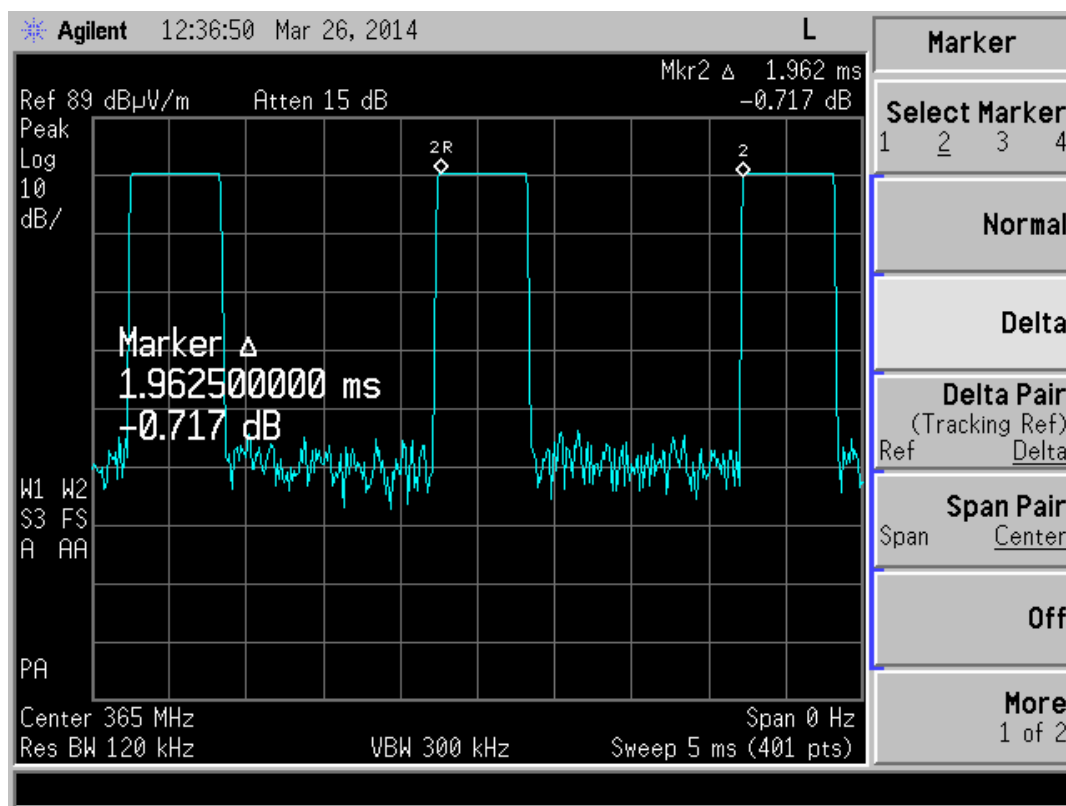 Agilent 12:36:50 Mar 26, 2014 L
Mkr2 Δ 1.962 ms
Ref 89 dBµV/m Atten 15 dB -0.717 dB
Peak
Log
10
dB/
2R
2
Marker Δ
1.962500000 ms
-0.717 dB
W1 W2
S3 FS
A AA
PA
Center 365 MHz Span 0 Hz
Res BW 120 kHz VBW 300 kHz Sweep 5 ms (401 pts)
Marker
Select Marker
1 2 3 4
Normal
Delta
Delta Pair
(Tracking Ref)
Ref Delta
Span Pair
Span Center
Off
More
1 of 2